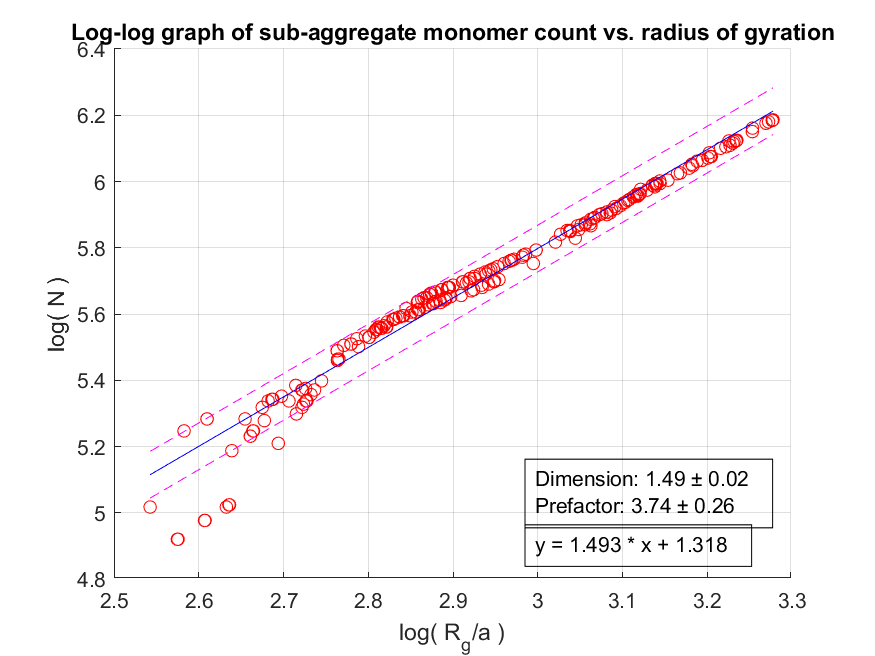 Log-log graph of sub-aggregate monomer count vs. radius of gyration
6.4
6.2
6
5.8
5.6
5.4
5.2
5
4.8
log( N )
Dimension: 1.49 ± 0.02
Prefactor: 3.74 ± 0.26
y = 1.493 * x + 1.318
2.5 2.6 2.7 2.8 2.9 3 3.1 3.2 3.3
log( Rg/a )